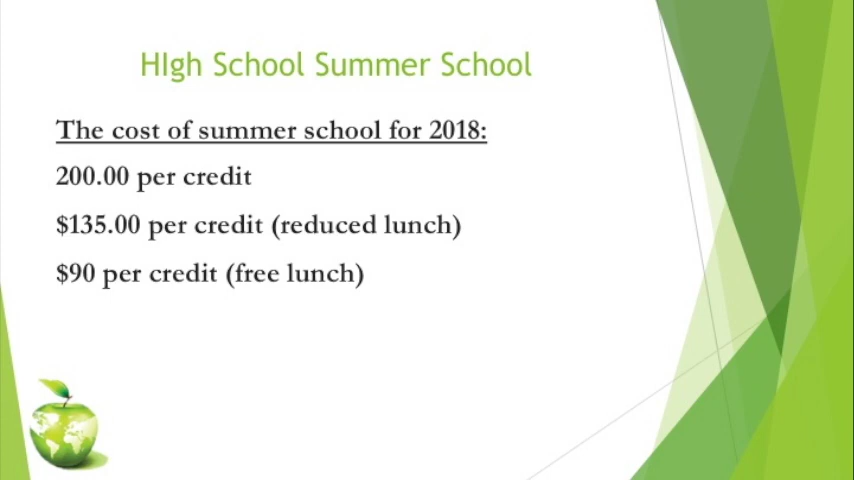 HIgh School Summer School
The cost of summer school for 2018:
200.00 per credit
$135.00 per credit (reduced lunch)
$90 per credit (free lunch)